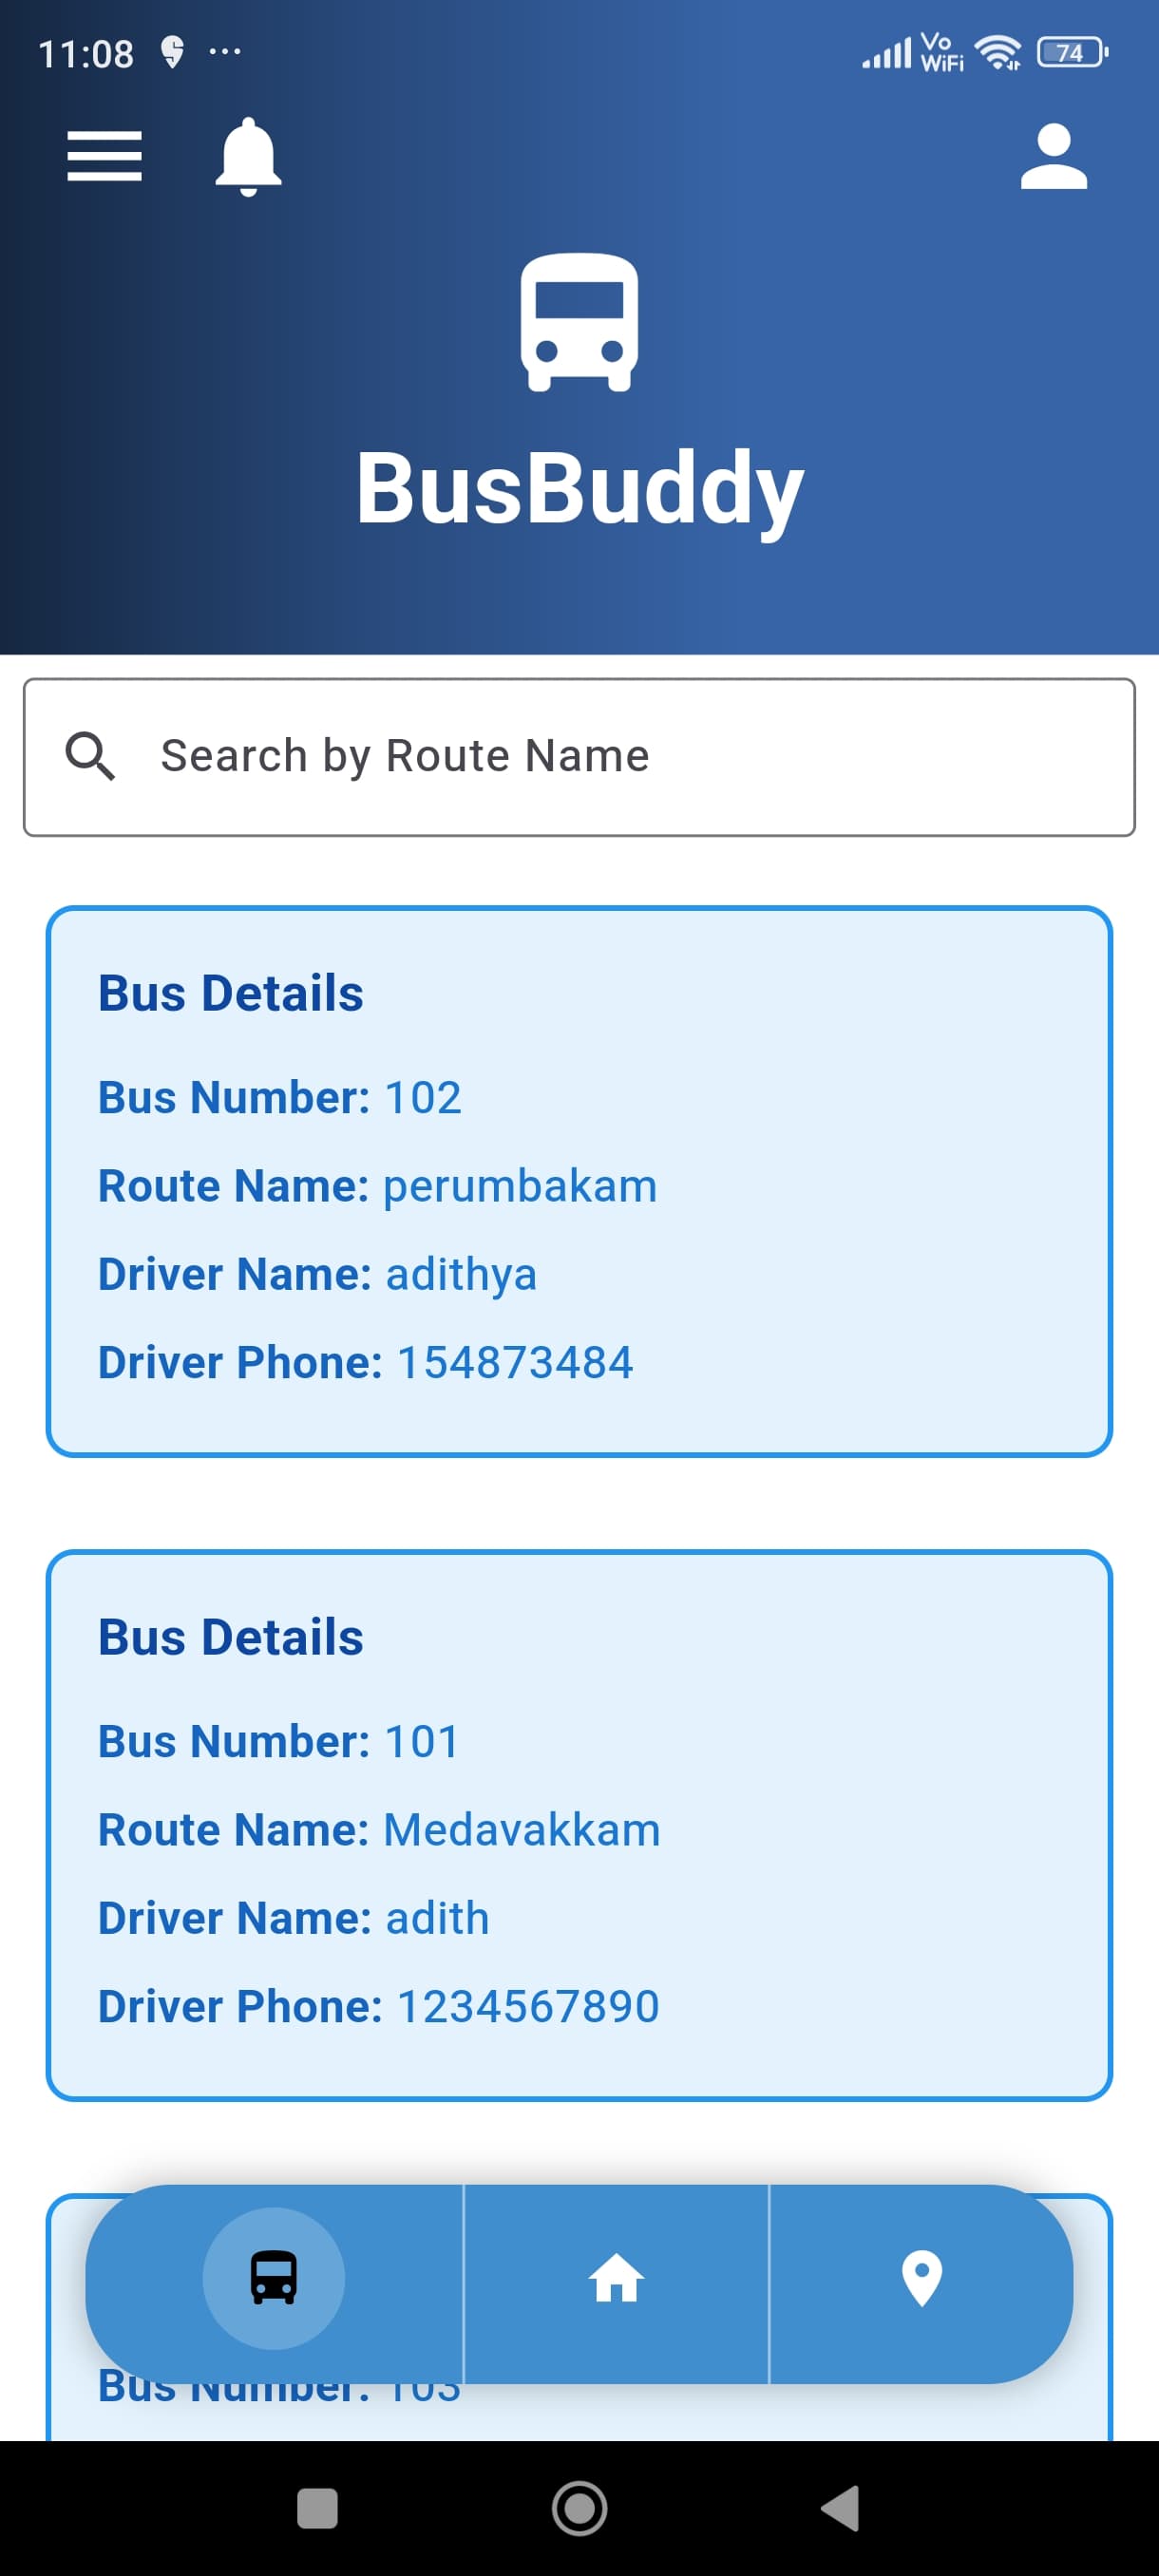 11:08
Vo
WiFi
74
BusBuddy
Search by Route Name
Bus Details
Bus Number: 102
Route Name: perumbakam
Driver Name: adithya
Driver Phone: 154873484
Bus Details
Bus Number: 101
Route Name: Medavakkam
Driver Name: adith
Driver Phone: 1234567890
Bus Number: 103